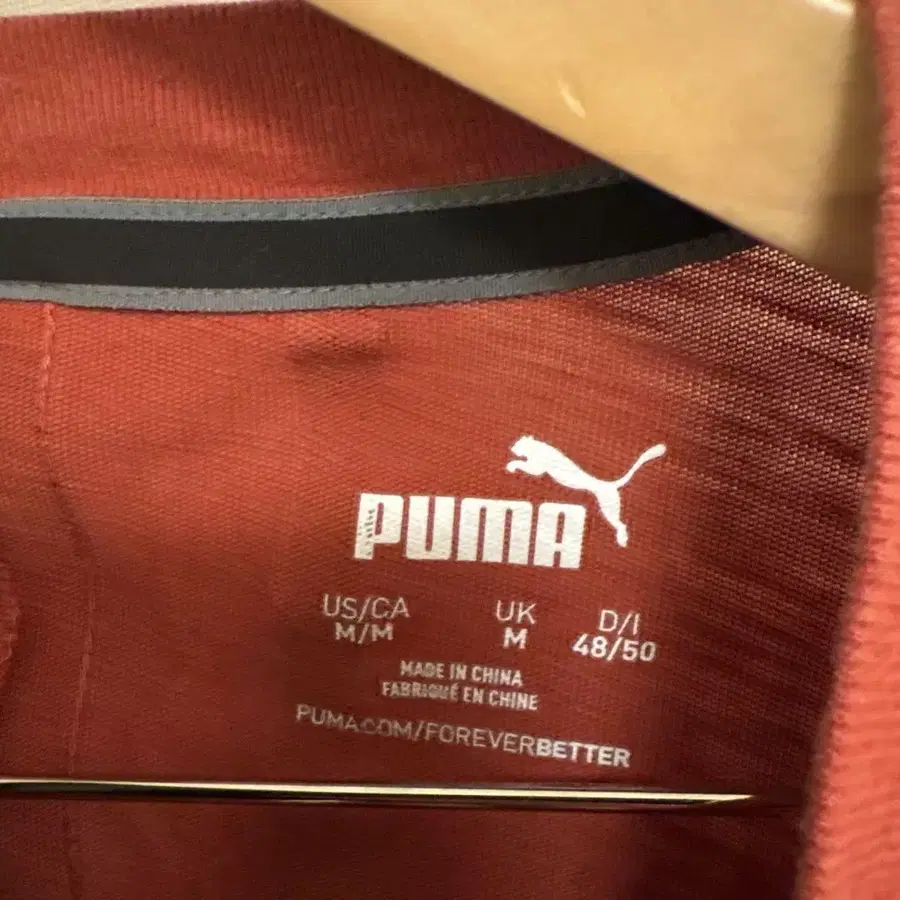 PUMA
US/CA UK D/I
M/M M 48/50
MADE IN CHINA
FABRIQUÉ EN CHINE
PUMA.COM/FOREVERBETTER